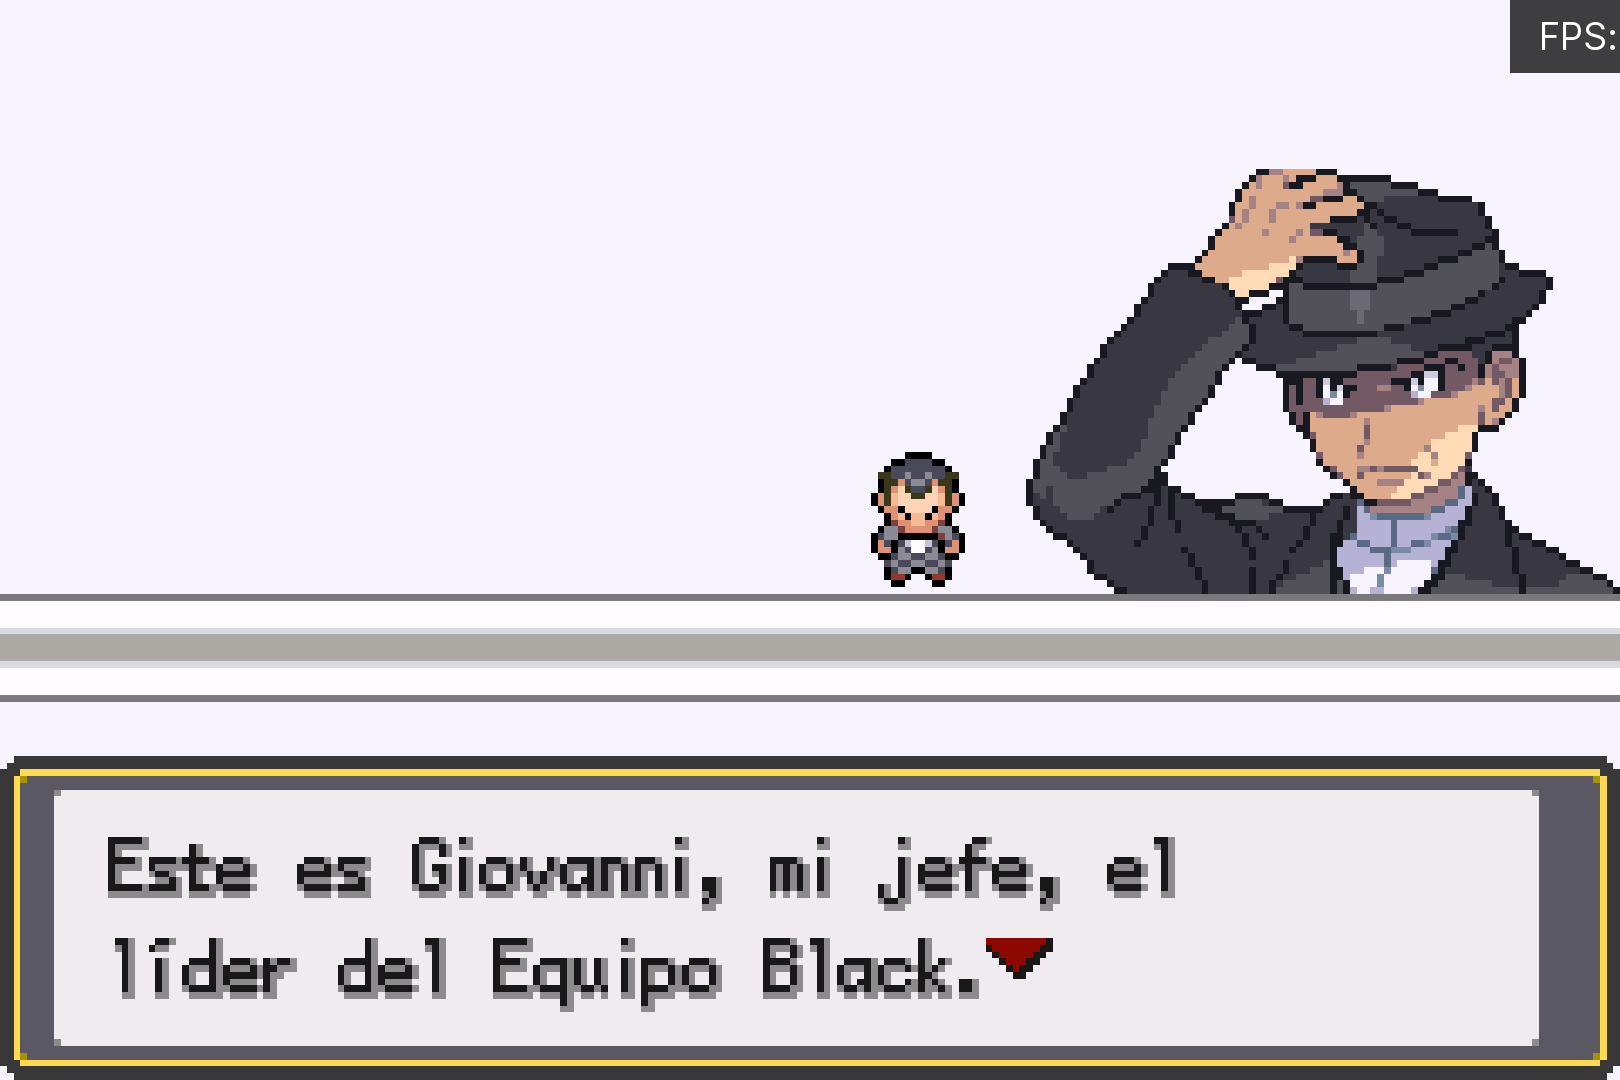 FPS:
Este es Giovanni, mi jefe, el
líder del Equipo Black.